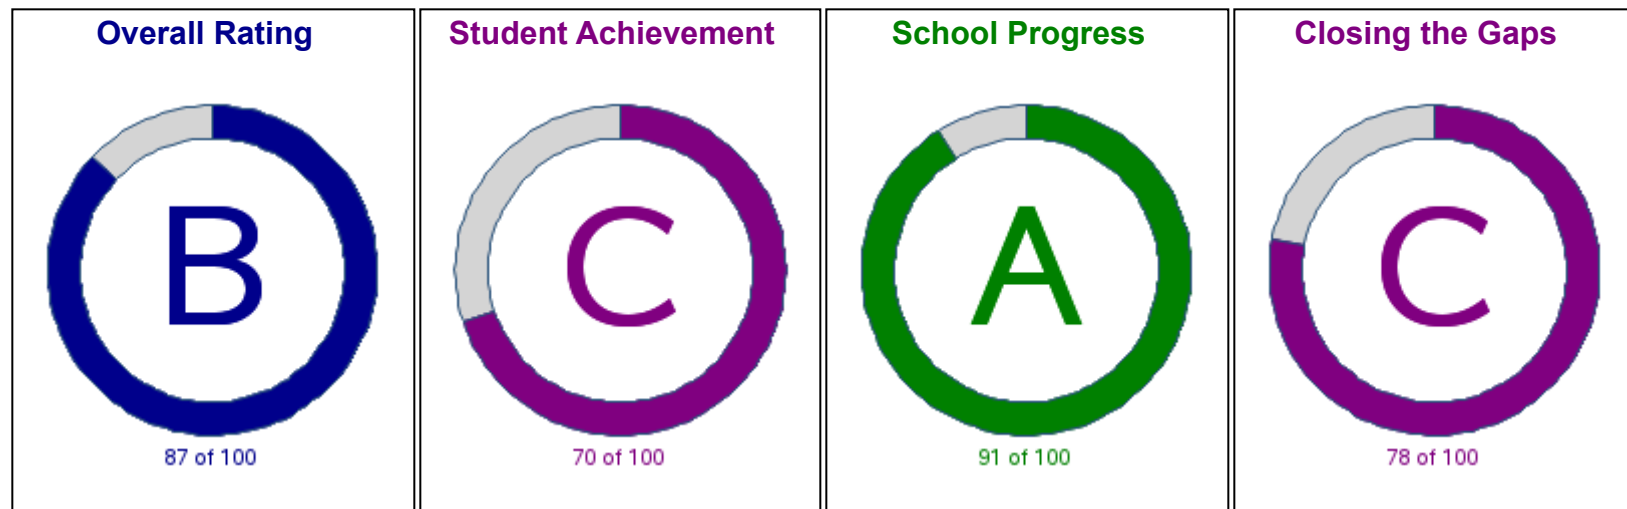 Overall Rating
B
87 of 100
Student Achievement
C
70 of 100
School Progress
A
91 of 100
Closing the Gaps
C
78 of 100